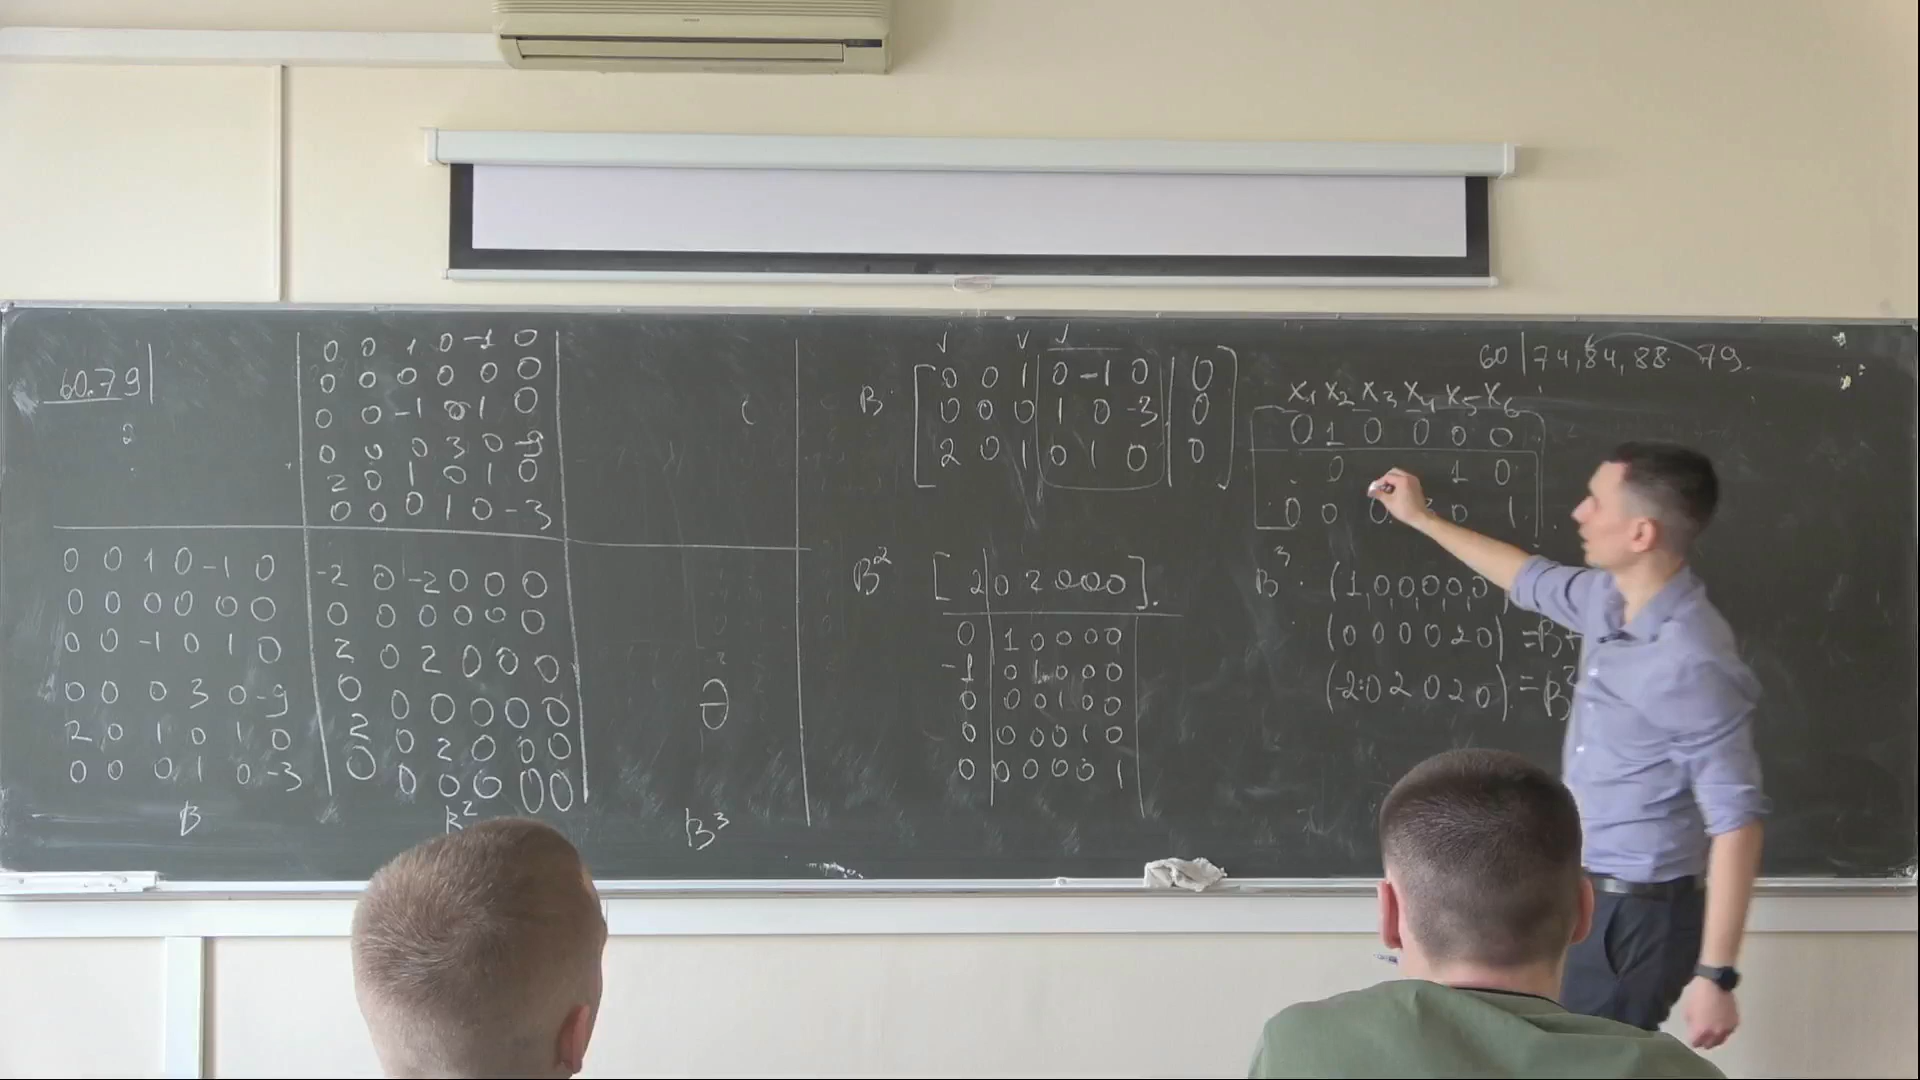 60.79
0 0 1 0 -1 0
0 0 0 0 0 0
0 0 -1 0 1 0
0 0 0 3 0 -9
2 0 1 0 1 0
0 0 0 1 0 -3
0 0 1 0 -1 0
0 0 0 0 0 0
0 0 -1 0 1 0
0 0 0 3 0 -9
2 0 1 0 1 0
0 0 0 1 0 -3
B
-2 0 -2 0 0 0
0 0 0 0 0 0
2 0 2 0 0 0
0 0 0 0 0 0
2 0 2 0 0 0
0 0 0 0 0 0
B²
Θ
B³
√ √ √
B
0 0 1 0 -1 0 0
0 0 0 1 0 -3 0
2 0 1 0 1 0 0
B² [2 0 2 0 0 0].
0 1 0 0 0 0
-1 0 1 0 0 0
0 0 0 1 0 0
0 0 0 0 1 0
0 0 0 0 0 1
60 | 74, 84, 88. 79.
x₁ x₂ x₃ x₄ x₅ x₆
0 1 0 0 0 0
0 1 0
0 0 0 3 0 1
B³. (1,0,0,0,0,0)
(0 0 0 0 2 0) = B
(-2 0 2 0 2 0) = B²